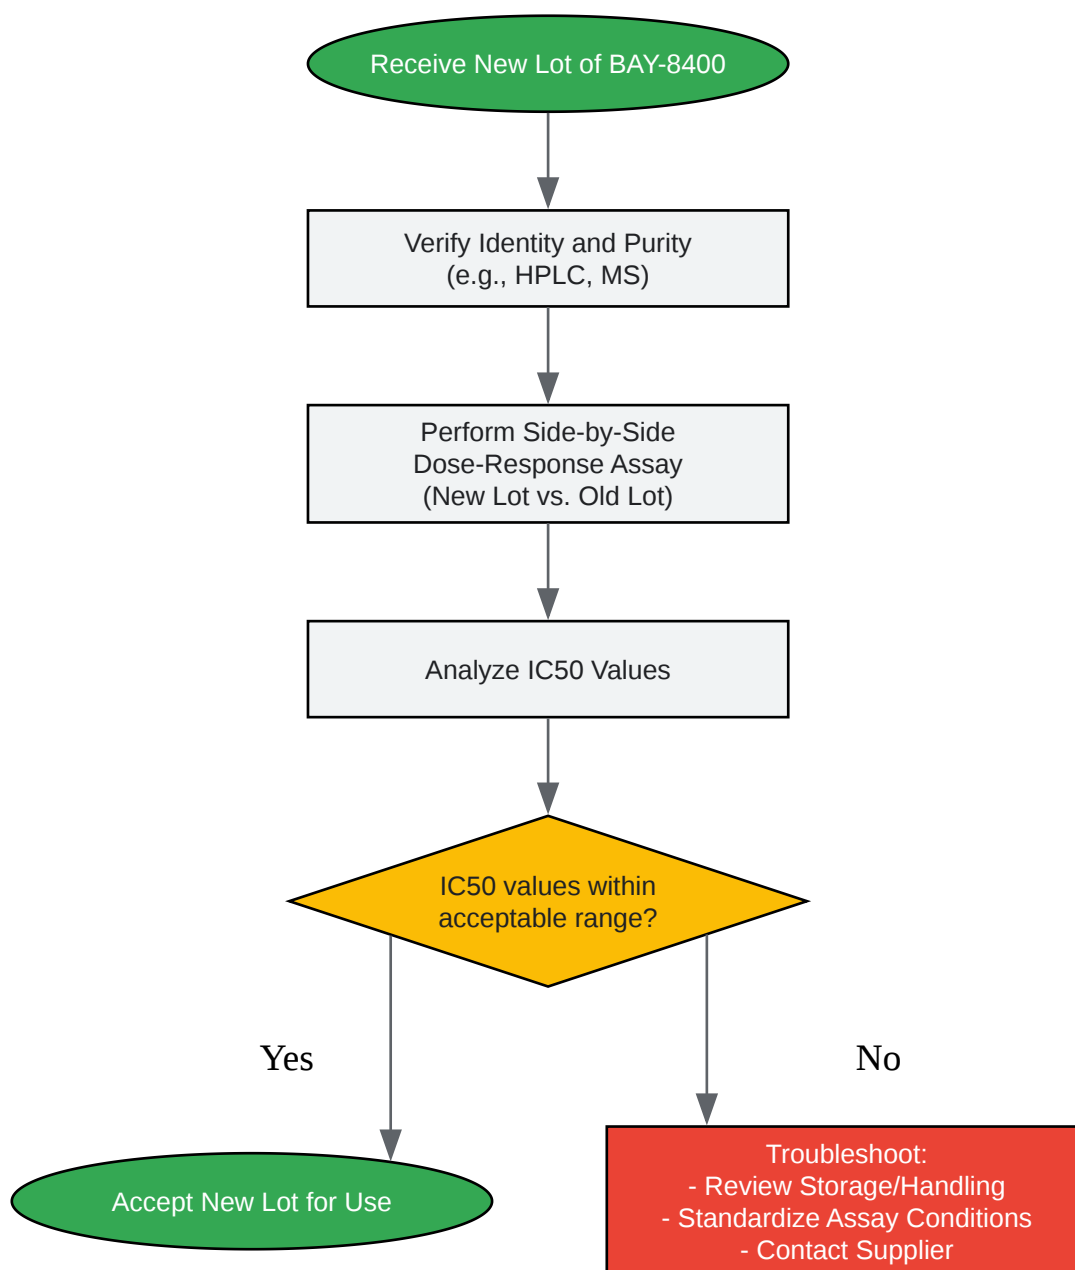 Receive New Lot of BAY-8400
Verify Identity and Purity
(e.g., HPLC, MS)
Perform Side-by-Side
Dose-Response Assay
(New Lot vs. Old Lot)
Analyze IC50 Values
IC50 values within
acceptable range?
Yes
No
Accept New Lot for Use
Troubleshoot:
- Review Storage/Handling
- Standardize Assay Conditions
- Contact Supplier